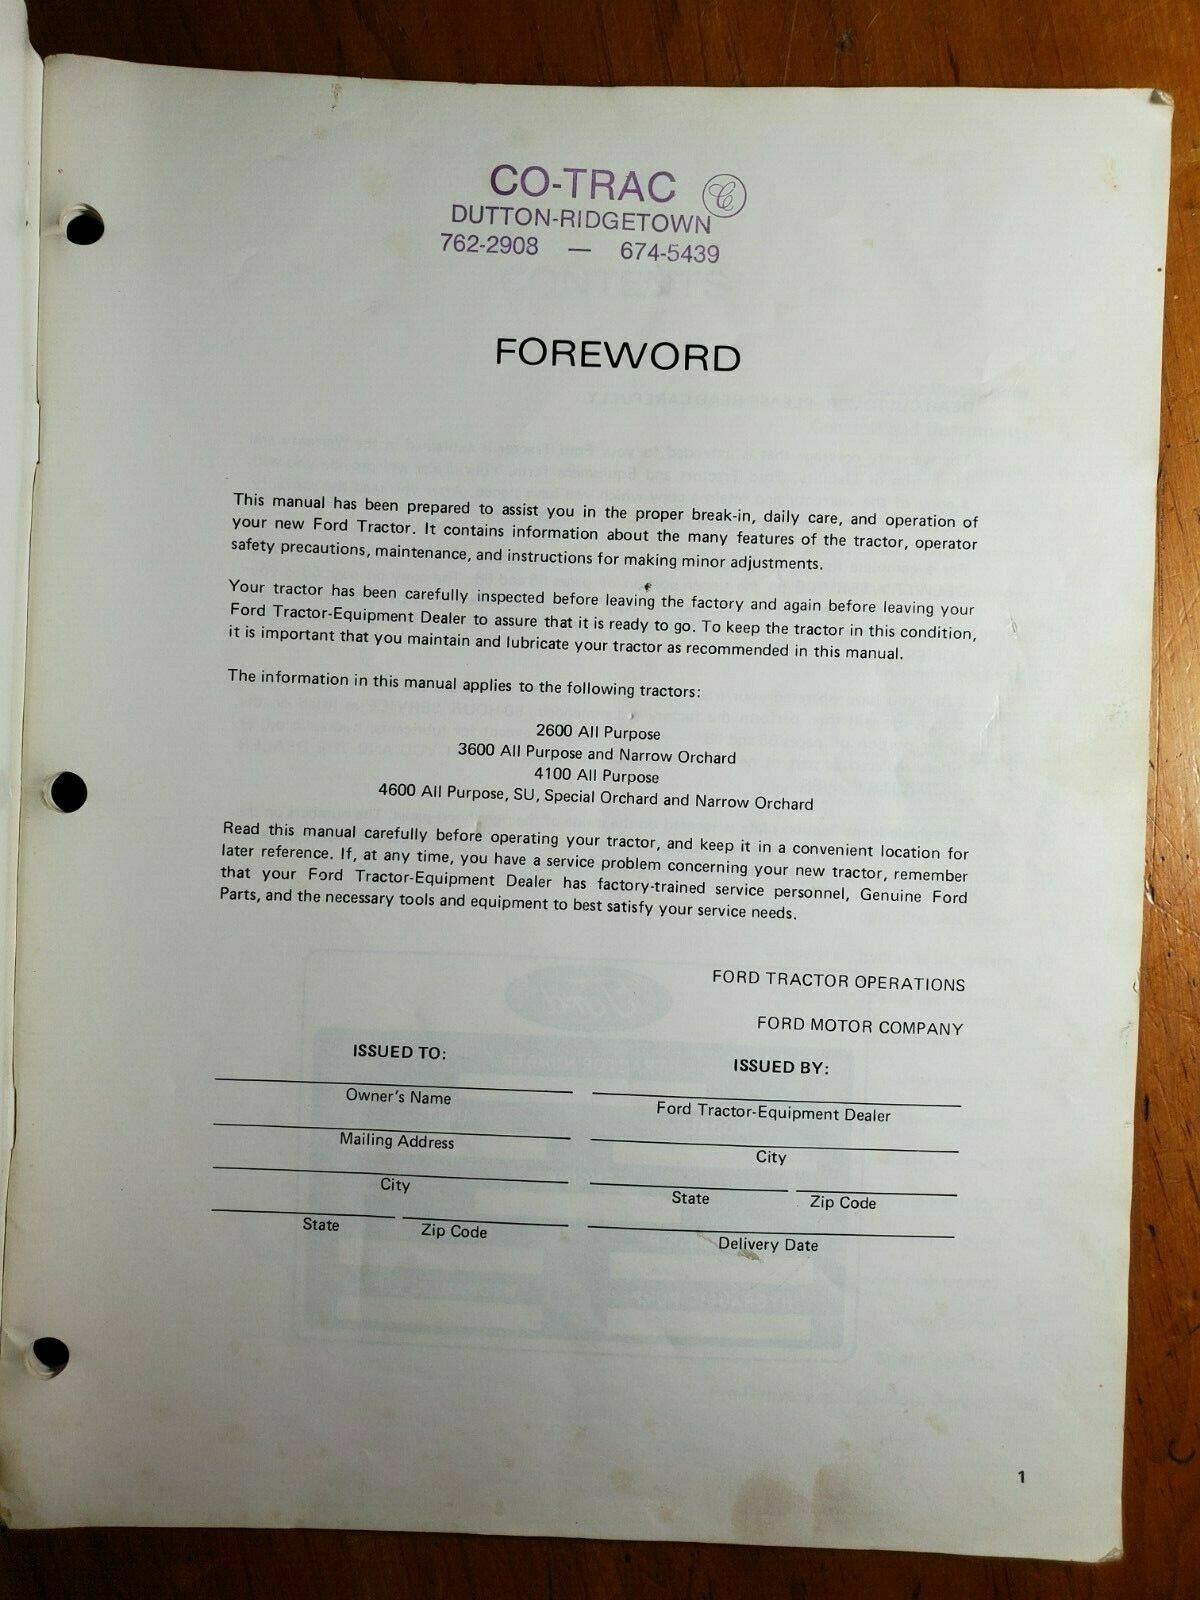 CO-TRAC
DUTTON-RIDGETOWN
762-2908 — 674-5439
FOREWORD
This manual has been prepared to assist you in the proper break-in, daily care, and operation of
your new Ford Tractor. It contains information about the many features of the tractor, operator
safety precautions, maintenance, and instructions for making minor adjustments.
Your tractor has been carefully inspected before leaving the factory and again before leaving your
Ford Tractor-Equipment Dealer to assure that it is ready to go. To keep the tractor in this condition,
it is important that you maintain and lubricate your tractor as recommended in this manual.
The information in this manual applies to the following tractors:
2600 All Purpose
3600 All Purpose and Narrow Orchard
4100 All Purpose
4600 All Purpose, SU, Special Orchard and Narrow Orchard
Read this manual carefully before operating your tractor, and keep it in a convenient location for
later reference. If, at any time, you have a service problem concerning your new tractor, remember
that your Ford Tractor-Equipment Dealer has factory-trained service personnel, Genuine Ford
Parts, and the necessary tools and equipment to best satisfy your service needs.
FORD TRACTOR OPERATIONS
FORD MOTOR COMPANY
ISSUED TO:
Owner's Name
Mailing Address
City
State Zip Code
ISSUED BY:
Ford Tractor-Equipment Dealer
City
State Zip Code
Delivery Date
1